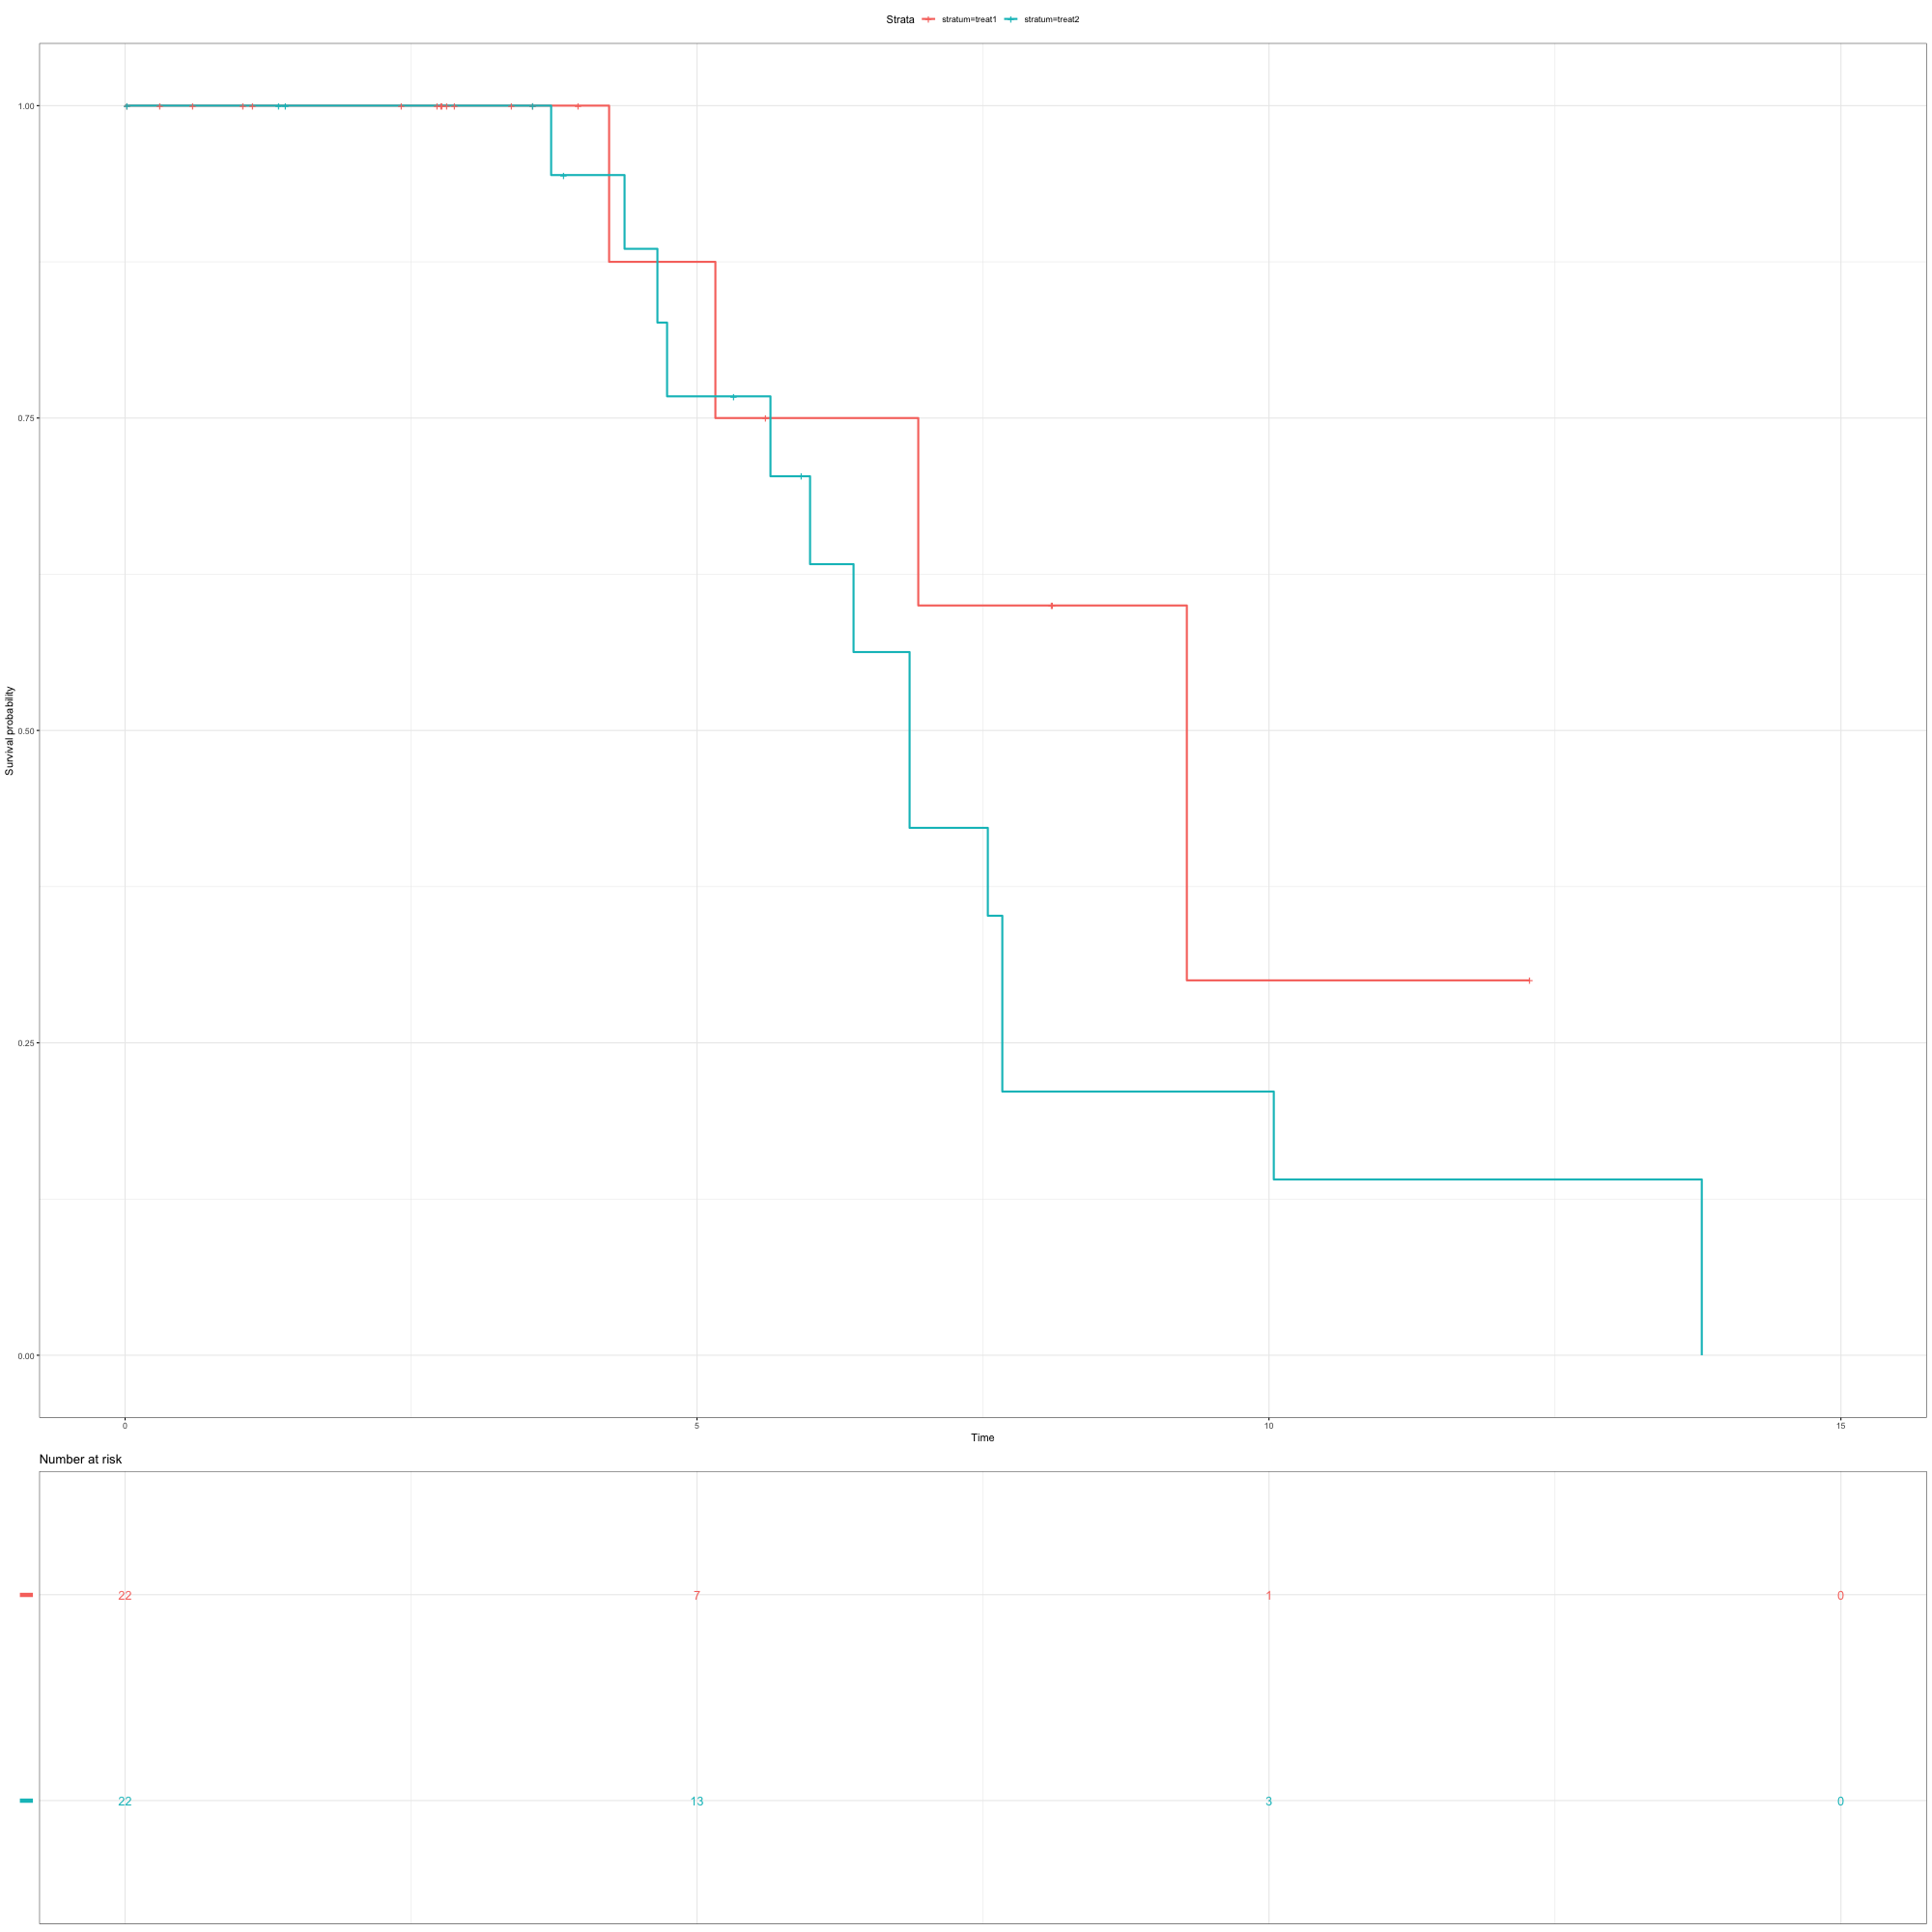 Strata stratum=treat1 stratum=treat2
1.00
0.75
0.50
0.25
0.00
Survival probability
0 5 10 15
Time
Number at risk
22 7 1 0
22 13 3 0